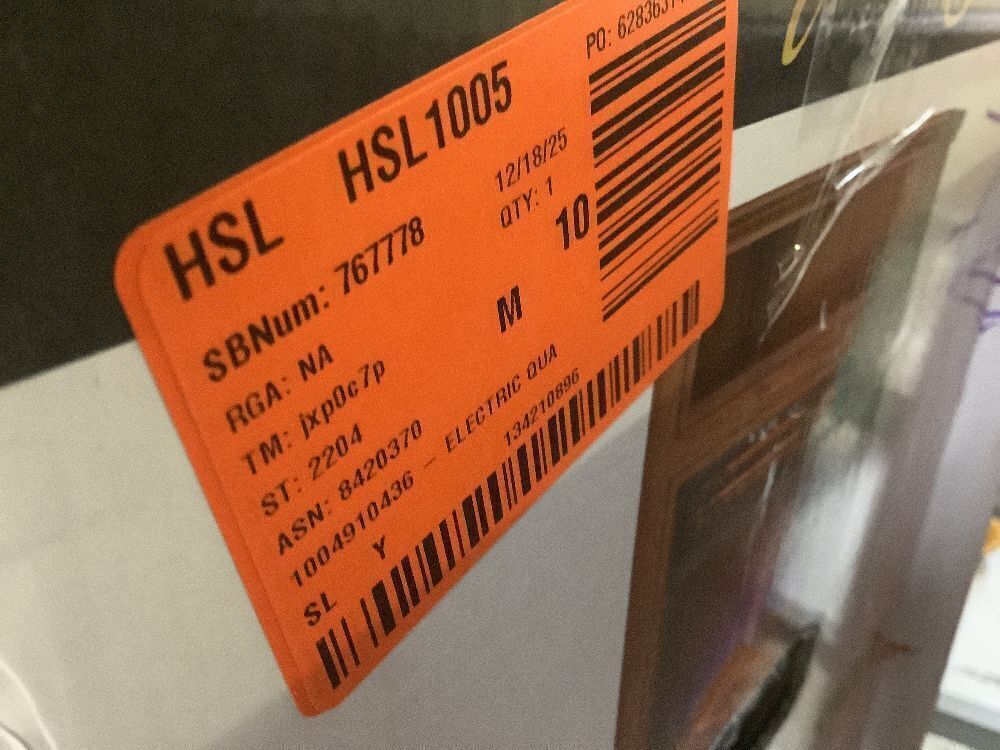 HSL HSL1005
PO: 6283631
SBNum: 767778
12/18/25
RGA: NA
QTY: 1
TM: jxp0c7p
M
10
ST: 2204
ASN: 8420370
1004910436 – ELECTRIC QUA
134210896
SL Y